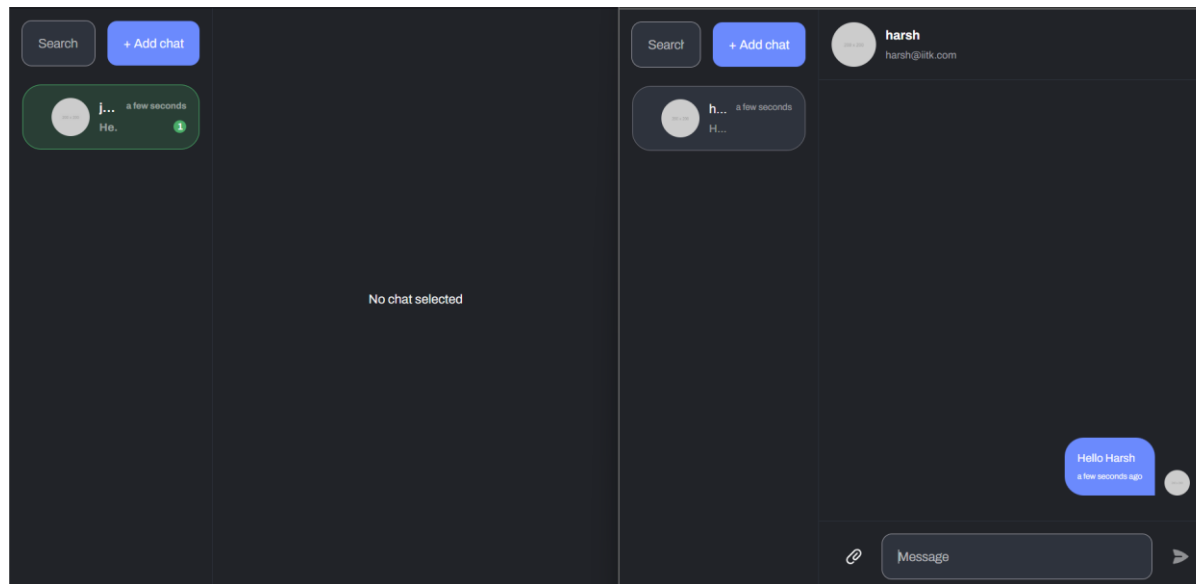 Search
+ Add chat
j... a few seconds
He. 1
No chat selected
Search
+ Add chat
h... a few seconds
H...
harsh
harsh@iitk.com
Hello Harsh
a few seconds ago
Message